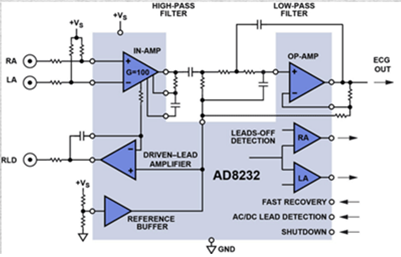 HIGH-PASS
FILTER
LOW-PASS
FILTER
+VS
+VS
RA
LA
IN-AMP
G=100
OP-AMP
ECG
OUT
RLD
DRIVEN–LEAD
AMPLIFIER
LEADS-OFF
DETECTION
RA
LA
AD8232
+VS
REFERENCE
BUFFER
FAST RECOVERY
AC/DC LEAD DETECTION
SHUTDOWN
GND